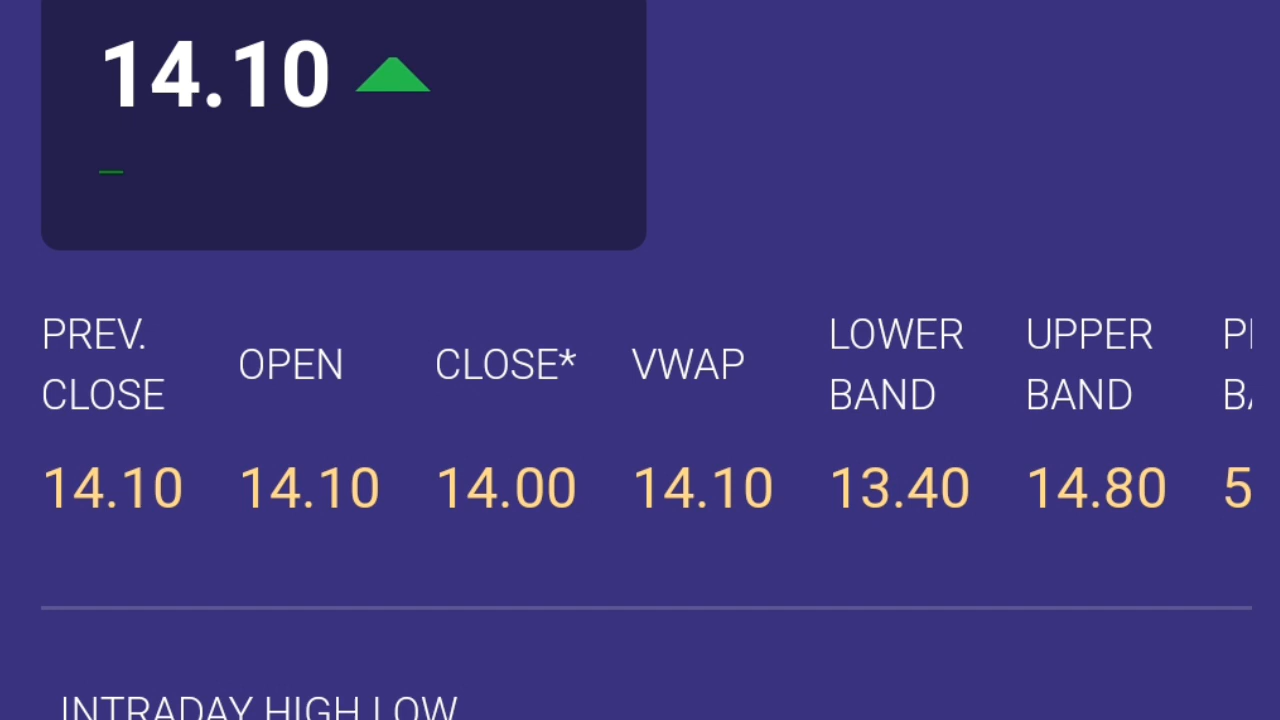 14.10
–
PREV. CLOSE OPEN CLOSE* VWAP LOWER BAND UPPER BAND
14.10 14.10 14.00 14.10 13.40 14.80 5
INTRADAY HIGH LOW